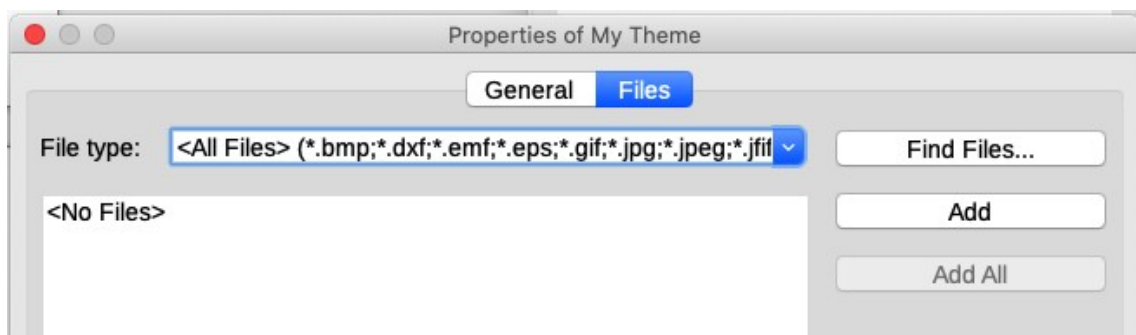 Properties of My Theme
General Files
File type: <All Files> (*.bmp;*.dxf;*.emf;*.eps;*.gif;*.jpg;*.jpeg;*.jfif Find Files...
<No Files> Add
Add All